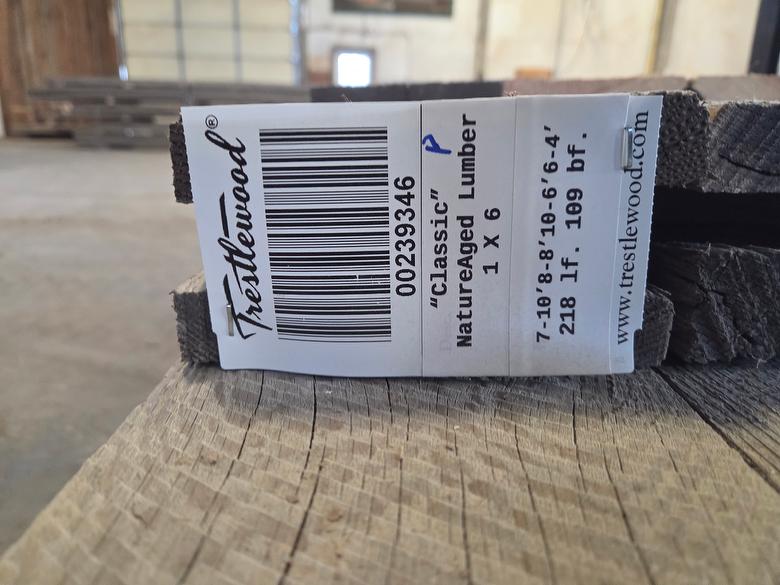 Trestlewood®
00239346
"Classic" P
NatureAged Lumber
1 X 6
7-10'8-8'10-6'6-4'
218 lf. 109 bf.
www.trestlewood.com